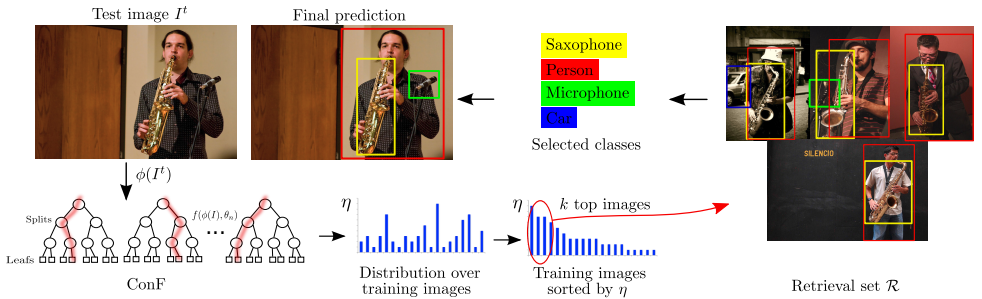 Test image I^t
Final prediction
Saxophone
Person
Microphone
Car
Selected classes
SILENCIO
ϕ(I^t)
Splits
f(ϕ(I), θ_n)
...
Leafs
ConF
η
Distribution over
training images
η
k top images
Training images
sorted by η
Retrieval set ℛ